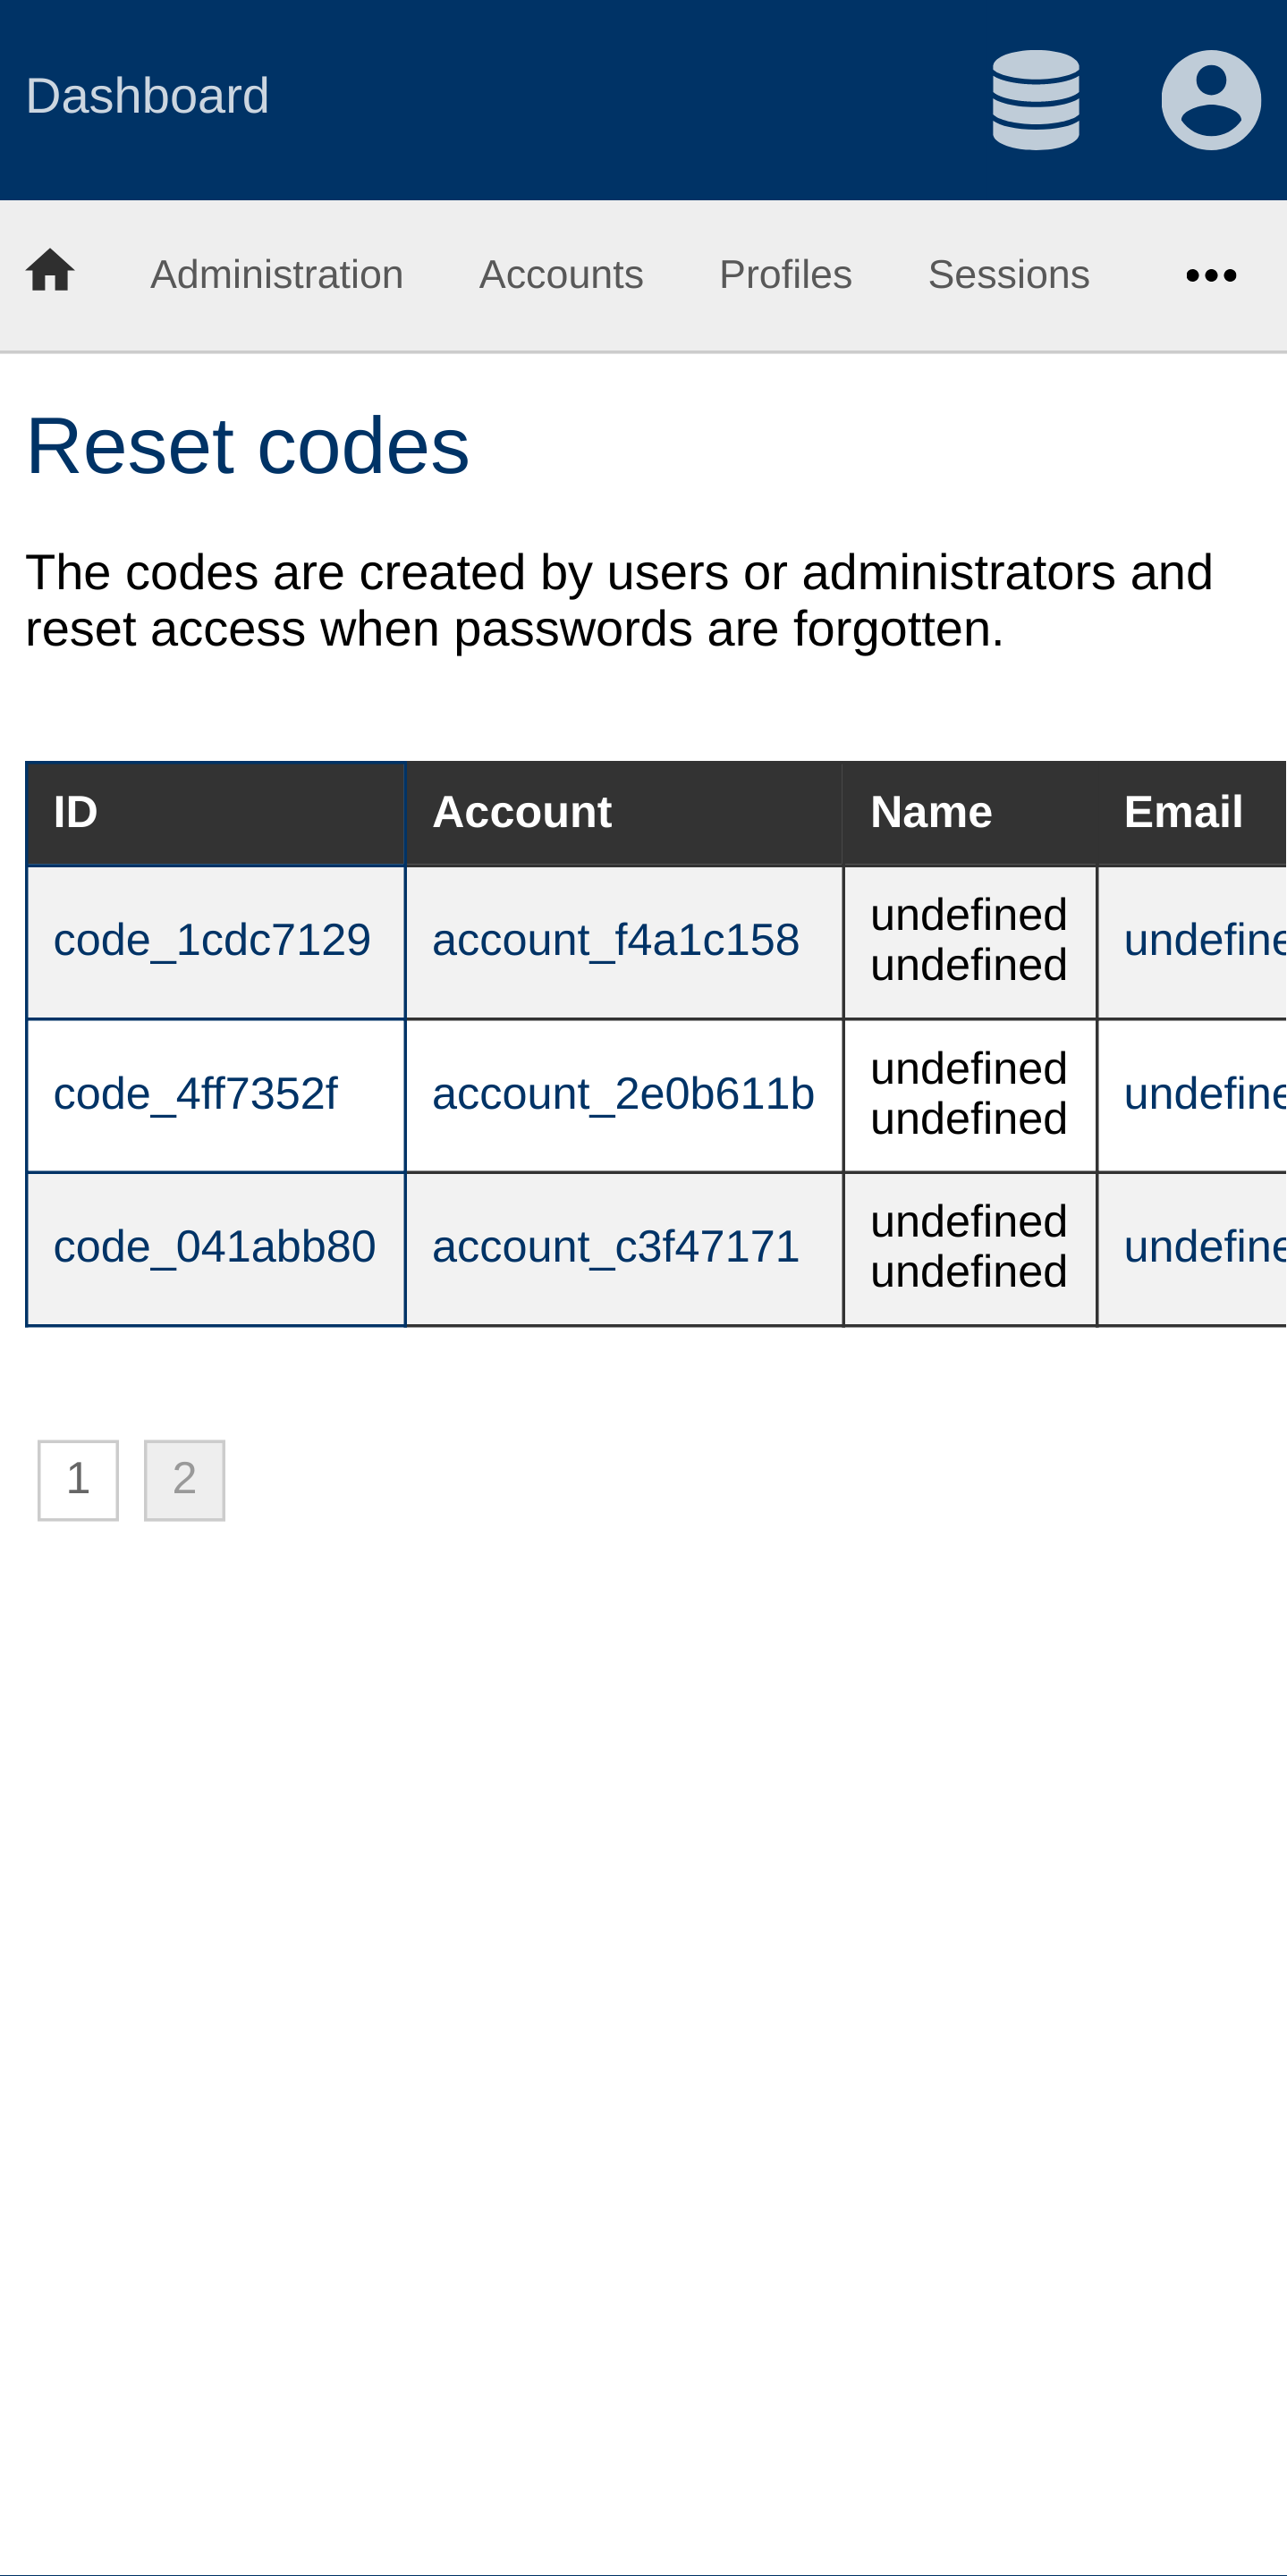 Dashboard
Administration Accounts Profiles Sessions •••
Reset codes
The codes are created by users or administrators and
reset access when passwords are forgotten.
ID Account Name Email
code_1cdc7129 account_f4a1c158 undefined undefined undefine
code_4ff7352f account_2e0b611b undefined undefined undefine
code_041abb80 account_c3f47171 undefined undefined undefine
1 2